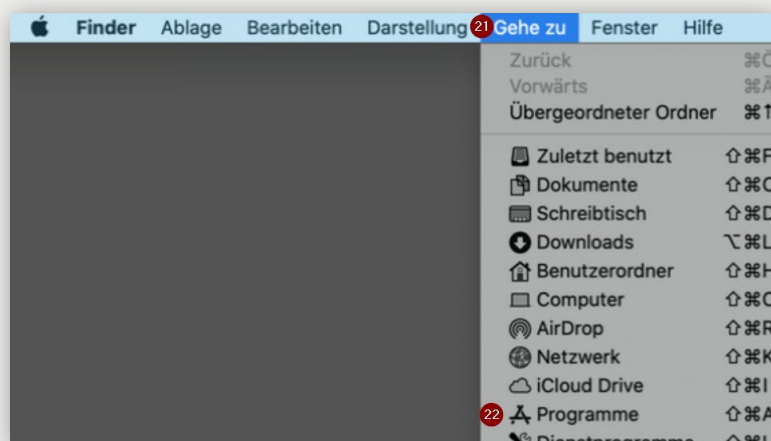 Finder Ablage Bearbeiten Darstellung 21 Gehe zu Fenster Hilfe
Zurück ⌘Ö
Vorwärts ⌘Ä
Übergeordneter Ordner ⌘↑
Zuletzt benutzt ⇧⌘F
Dokumente ⇧⌘O
Schreibtisch ⇧⌘D
Downloads ⌥⌘L
Benutzerordner ⇧⌘H
Computer ⇧⌘C
AirDrop ⇧⌘R
Netzwerk ⇧⌘K
iCloud Drive ⇧⌘I
22 Programme ⇧⌘A
Dienstprogramme ⇧⌘U